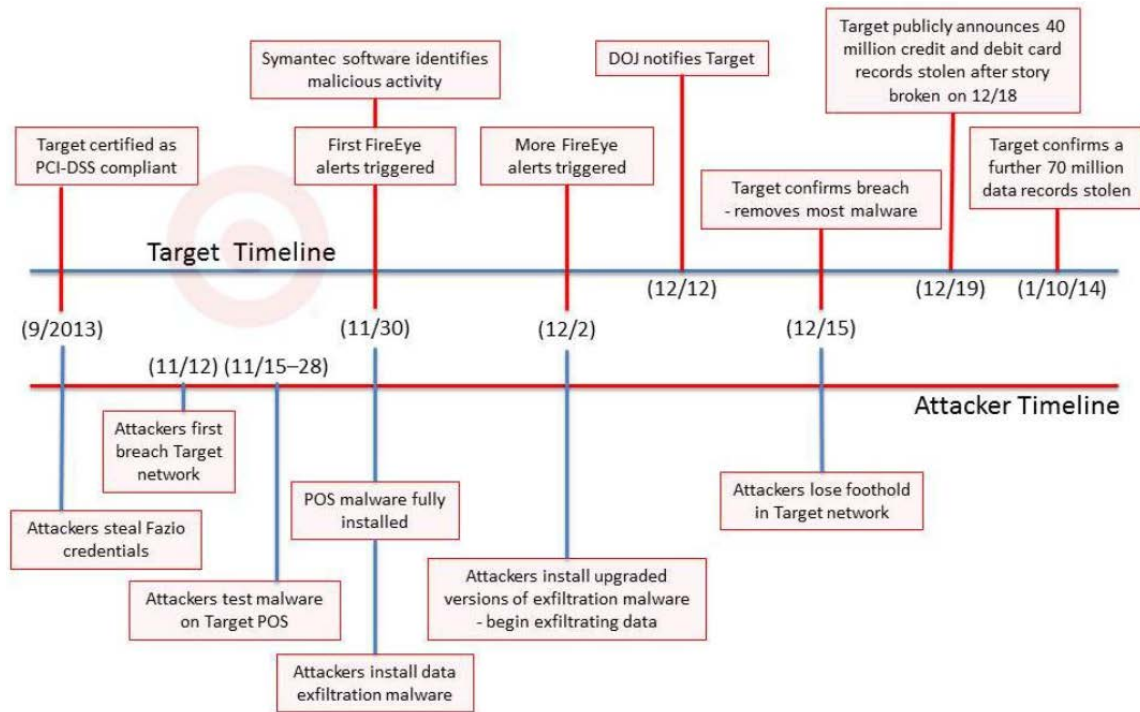 Target publicly announces 40
million credit and debit card
records stolen after story
broken on 12/18
Symantec software identifies
malicious activity
DOJ notifies Target
Target certified as
PCI-DSS compliant
First FireEye
alerts triggered
More FireEye
alerts triggered
Target confirms breach
- removes most malware
Target confirms a
further 70 million
data records stolen
Target Timeline
(12/12)
(12/19)
(1/10/14)
(9/2013)
(11/30)
(12/2)
(12/15)
(11/12)
(11/15–28)
Attacker Timeline
Attackers first
breach Target
network
Attackers steal Fazio
credentials
Attackers test malware
on Target POS
POS malware fully
installed
Attackers install data
exfiltration malware
Attackers install upgraded
versions of exfiltration malware
- begin exfiltrating data
Attackers lose foothold
in Target network